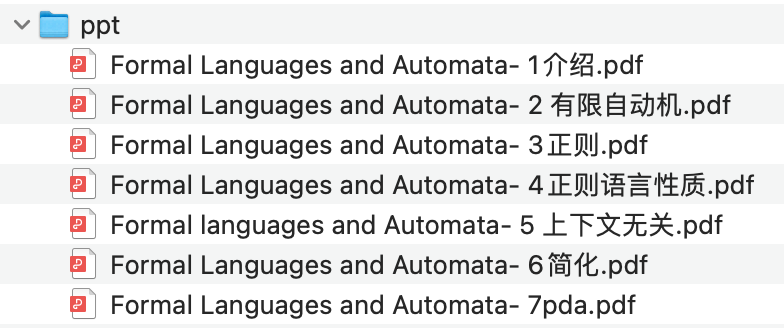 ppt
Formal Languages and Automata- 1介绍.pdf
Formal Languages and Automata- 2 有限自动机.pdf
Formal Languages and Automata- 3正则.pdf
Formal Languages and Automata- 4正则语言性质.pdf
Formal languages and Automata- 5 上下文无关.pdf
Formal Languages and Automata- 6简化.pdf
Formal Languages and Automata- 7pda.pdf